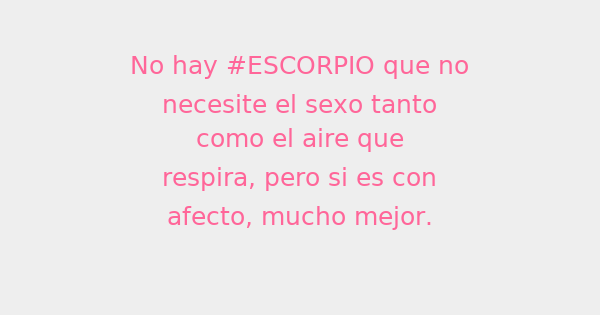 No hay #ESCORPIO que no
necesite el sexo tanto
como el aire que
respira, pero si es con
afecto, mucho mejor.